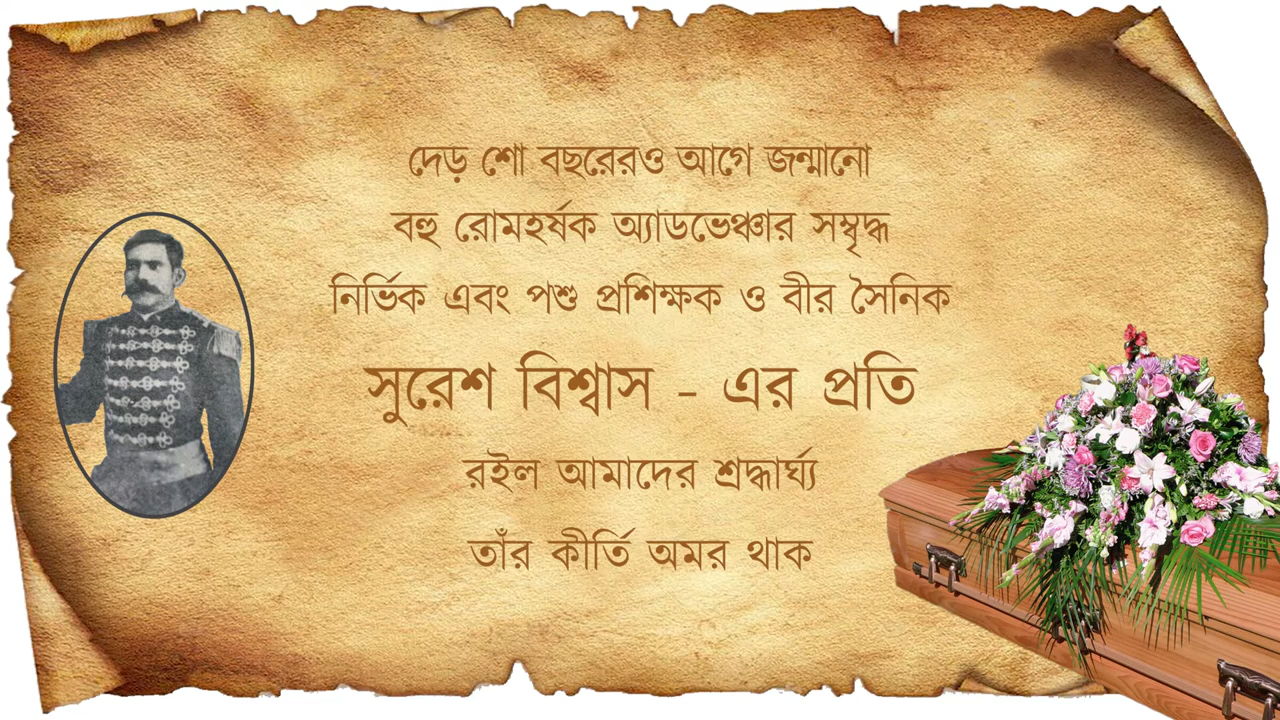 দেড় শো বছরেরও আগে জন্মানো
বহু রোমহর্ষক অ্যাডভেঞ্চার সম্বৃদ্ধ
নির্ভিক এবং পশু প্রশিক্ষক ও বীর সৈনিক
সুরেশ বিশ্বাস - এর প্রতি
রইল আমাদের শ্রদ্ধার্ঘ্য
তাঁর কীর্তি অমর থাক